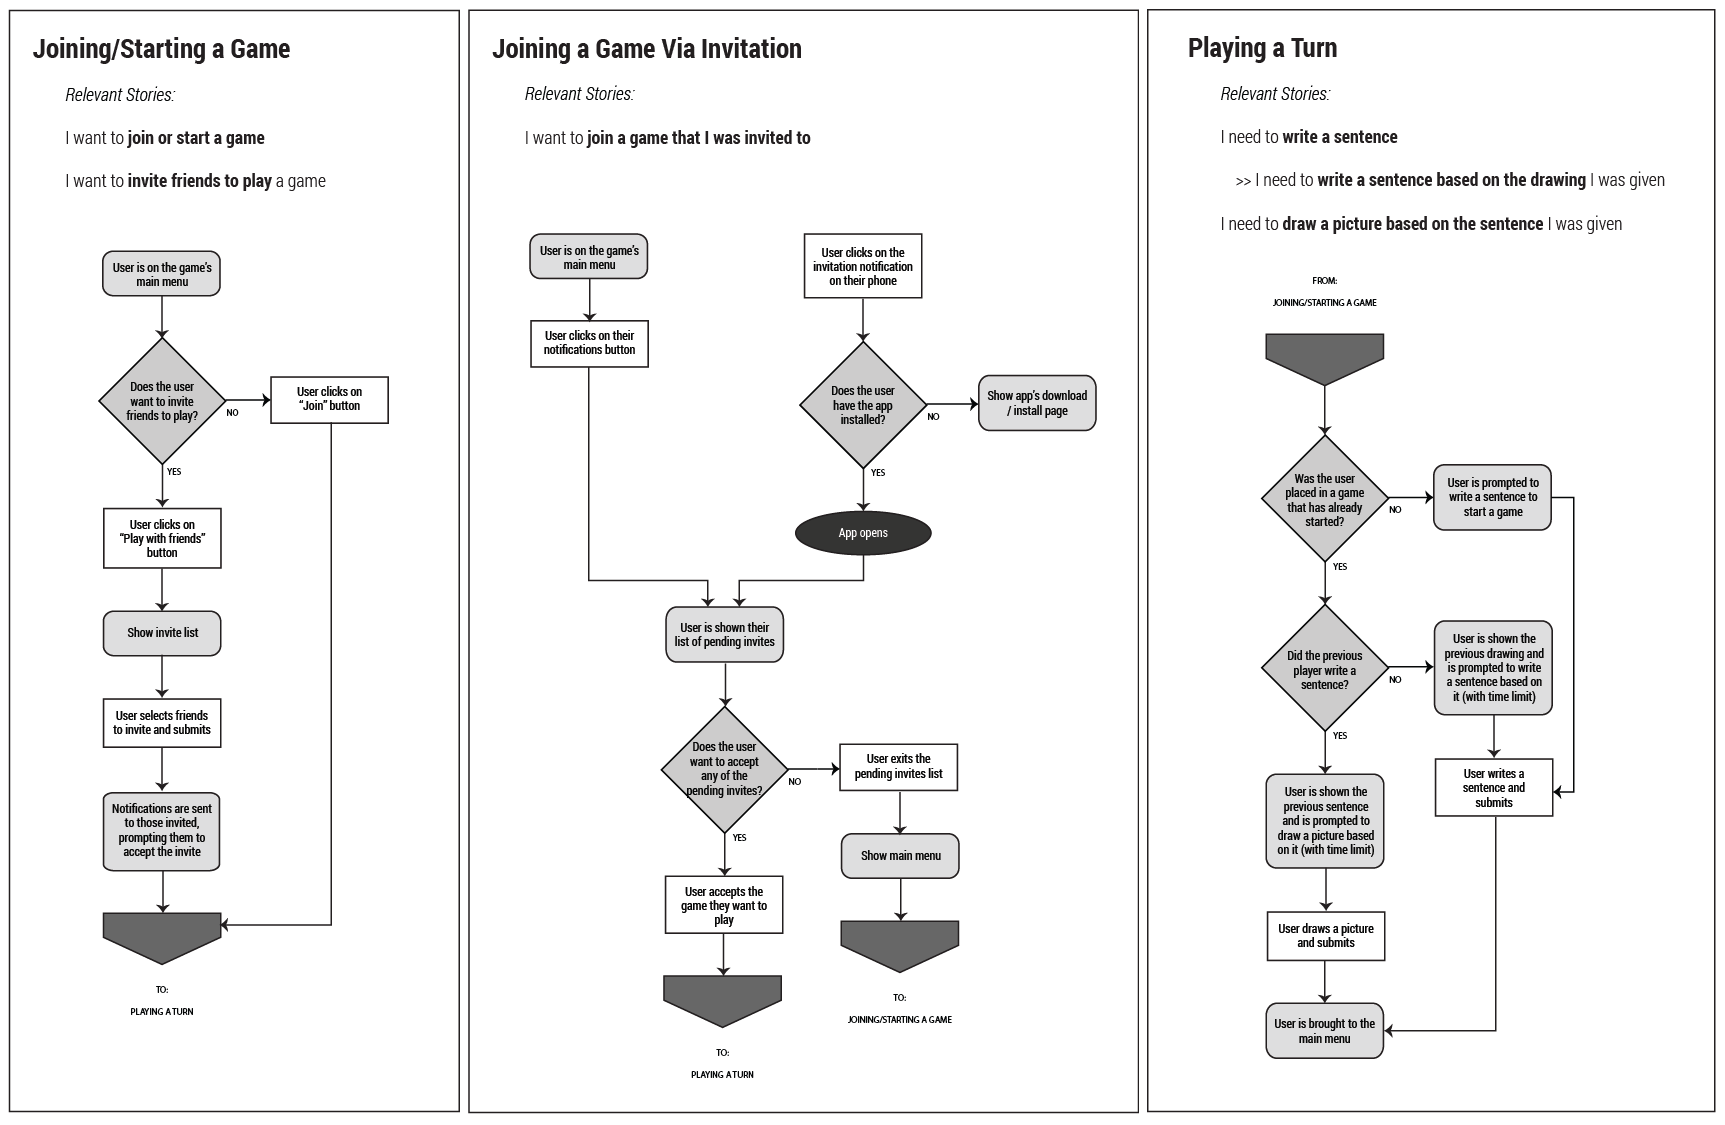 Joining/Starting a Game
Relevant Stories:
I want to join or start a game
I want to invite friends to play a game
User is on the game's
main menu
Does the user
want to invite
friends to play?
NO
User clicks on
“Join” button
YES
User clicks on
“Play with friends”
button
Show invite list
User selects friends
to invite and submits
Notifications are sent
to those invited,
prompting them to
accept the invite
TO:
PLAYING A TURN
Joining a Game Via Invitation
Relevant Stories:
I want to join a game that I was invited to
User is on the game's
main menu
User clicks on their
notifications button
User clicks on the
invitation notification
on their phone
Does the user
have the app
installed?
NO
Show app's download
/ install page
YES
App opens
User is shown their
list of pending invites
Does the user
want to accept
any of the
pending invites?
NO
User exits the
pending invites list
Show main menu
TO:
JOINING/STARTING A GAME
YES
User accepts the
game they want to
play
TO:
PLAYING A TURN
Playing a Turn
Relevant Stories:
I need to write a sentence
>> I need to write a sentence based on the drawing I was given
I need to draw a picture based on the sentence I was given
FROM:
JOINING/STARTING A GAME
Was the user
placed in a game
that has already
started?
NO
User is prompted to
write a sentence to
start a game
YES
Did the previous
player write a
sentence?
NO
User is shown the
previous drawing and
is prompted to write
a sentence based on
it (with time limit)
User writes a
sentence and
submits
YES
User is shown the
previous sentence
and is prompted to
draw a picture based
on it (with time limit)
User draws a picture
and submits
User is brought to the
main menu